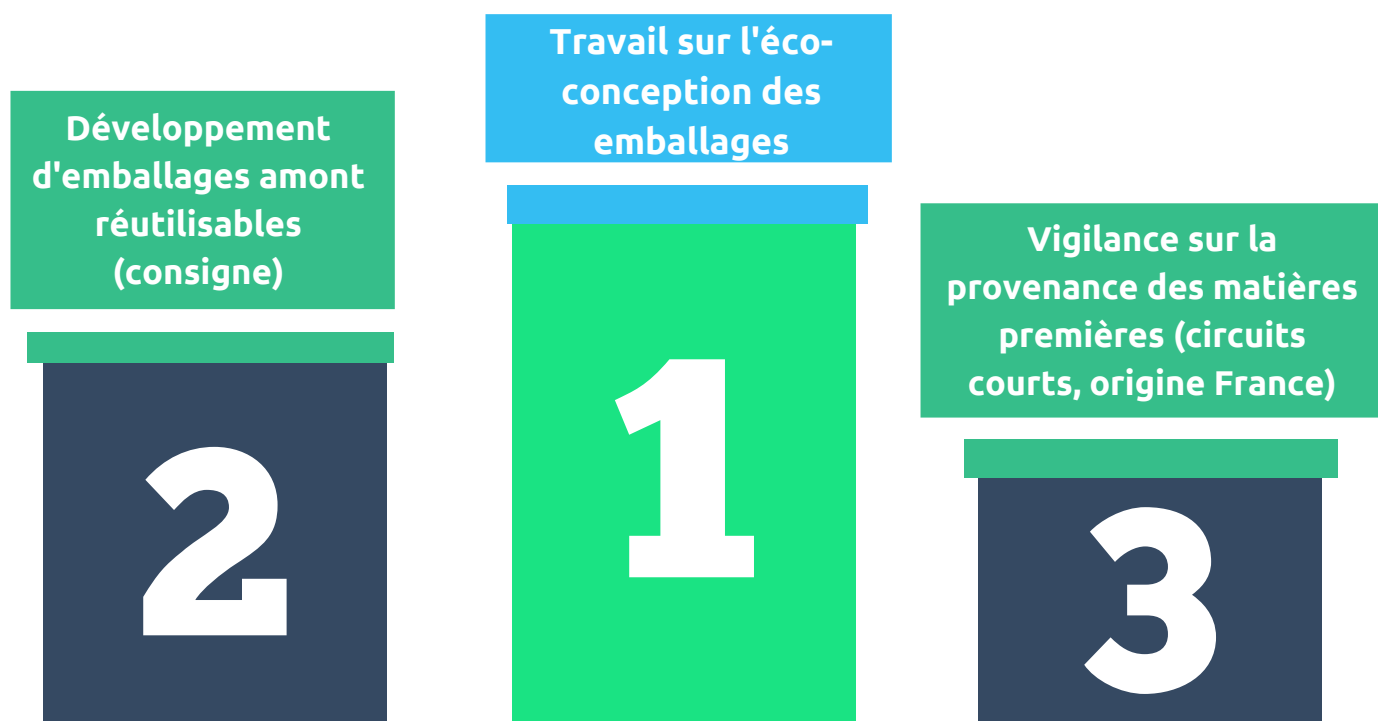 Travail sur l'éco-
conception des
emballages
Développement
d'emballages amont
réutilisables
(consigne)
Vigilance sur la
provenance des matières
premières (circuits
courts, origine France)
2
1
3